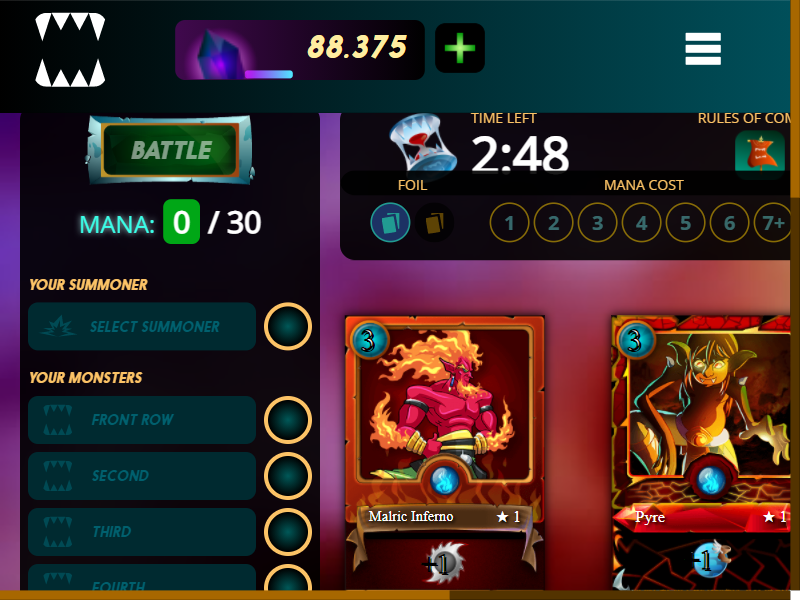 88.375
BATTLE
TIME LEFT
RULES OF COM
2:48
FOIL
MANA COST
MANA: 0 / 30
1 2 3 4 5 6 7+
YOUR SUMMONER
SELECT SUMMONER
YOUR MONSTERS
FRONT ROW
SECOND
THIRD
FOURTH
3
3
Malric Inferno ★ 1
Pyre ★ 1
+1
-1